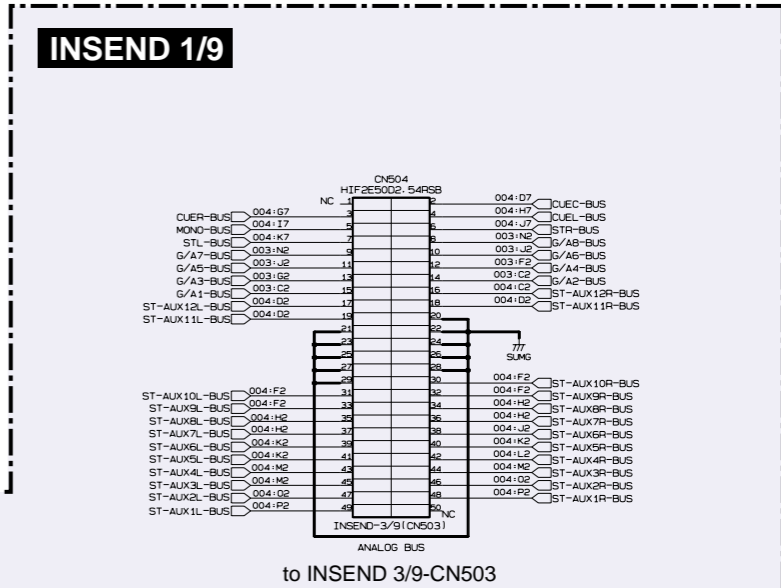 INSEND 1/9
CN504
HIF2E50D2.54RSB
NC 1 2 004:D7 CUEC-BUS
CUER-BUS 004:G7 3 4 004:H7 CUEL-BUS
MONO-BUS 004:I7 5 6 004:J7 STR-BUS
STL-BUS 004:K7 7 8 003:N2 G/A8-BUS
G/A7-BUS 003:N2 9 10 003:J2 G/A6-BUS
G/A5-BUS 003:J2 11 12 003:F2 G/A4-BUS
G/A3-BUS 003:G2 13 14 003:C2 G/A2-BUS
G/A1-BUS 003:C2 15 16 004:C2 ST-AUX12R-BUS
ST-AUX12L-BUS 004:D2 17 18 004:D2 ST-AUX11R-BUS
ST-AUX11L-BUS 004:D2 19 20
21 22
23 24
SUMG
25 26
27 28
29 30 004:F2 ST-AUX10R-BUS
ST-AUX10L-BUS 004:F2 31 32 004:F2 ST-AUX9R-BUS
ST-AUX9L-BUS 004:F2 33 34 004:H2 ST-AUX8R-BUS
ST-AUX8L-BUS 004:H2 35 36 004:H2 ST-AUX7R-BUS
ST-AUX7L-BUS 004:H2 37 38 004:J2 ST-AUX6R-BUS
ST-AUX6L-BUS 004:K2 39 40 004:K2 ST-AUX5R-BUS
ST-AUX5L-BUS 004:K2 41 42 004:L2 ST-AUX4R-BUS
ST-AUX4L-BUS 004:M2 43 44 004:M2 ST-AUX3R-BUS
ST-AUX3L-BUS 004:M2 45 46 004:O2 ST-AUX2R-BUS
ST-AUX2L-BUS 004:O2 47 48 004:P2 ST-AUX1R-BUS
ST-AUX1L-BUS 004:P2 49 50 NC
INSEND-3/9(CN503)
ANALOG BUS
to INSEND 3/9-CN503